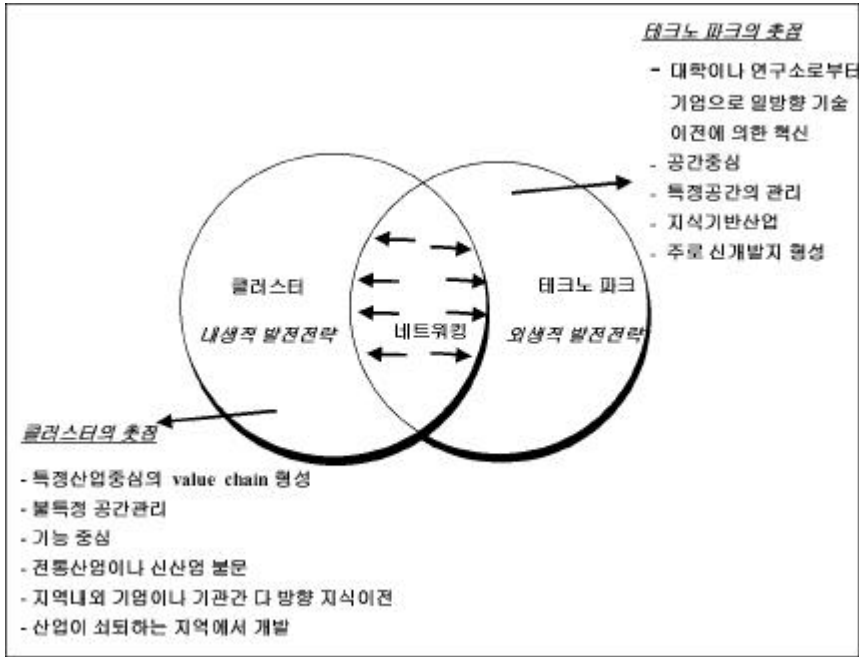 테크노 파크의 촛점
- 대학이나 연구소로부터
기업으로 일방향 기술
이전에 의한 혁신
- 공간중심
- 특정공간의 관리
- 지식기반산업
- 주로 신개발지 형성
클러스터
내생적 발전전략
네트워킹
테크노 파크
외생적 발전전략
클러스터의 촛점
- 특정산업중심의 value chain 형성
- 불특정 공간관리
- 기능 중심
- 전통산업이나 신산업 불문
- 지역내외 기업이나 기관간 다 방향 지식이전
- 산업이 쇠퇴하는 지역에서 개발